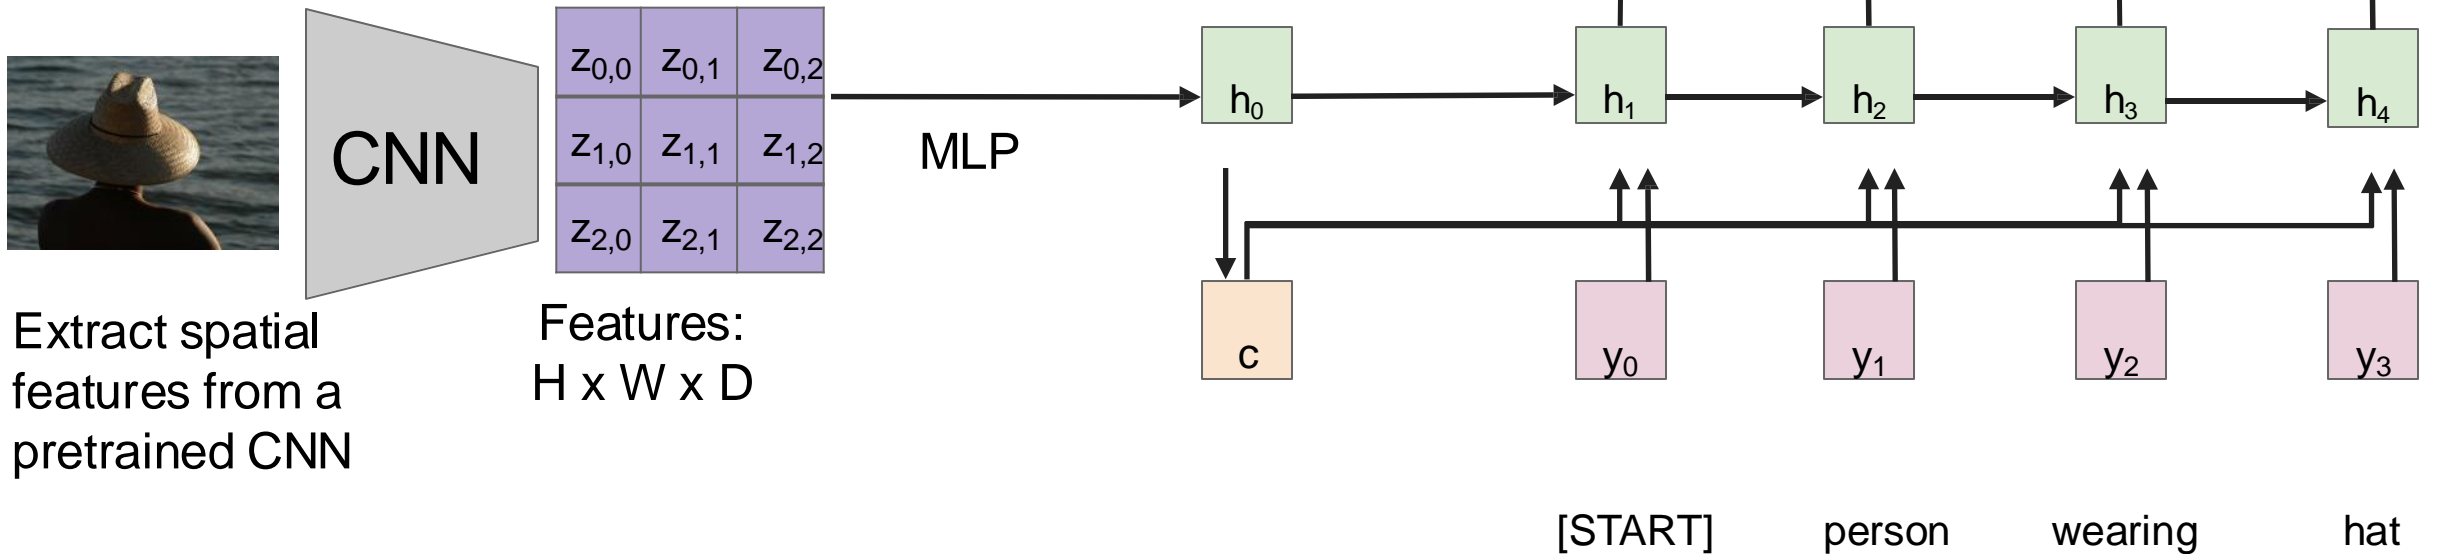 CNN
z0,0 z0,1 z0,2
z1,0 z1,1 z1,2
z2,0 z2,1 z2,2
MLP
h0 h1 h2 h3 h4
c y0 y1 y2 y3
Extract spatial
features from a
pretrained CNN
Features:
H x W x D
[START] person wearing hat